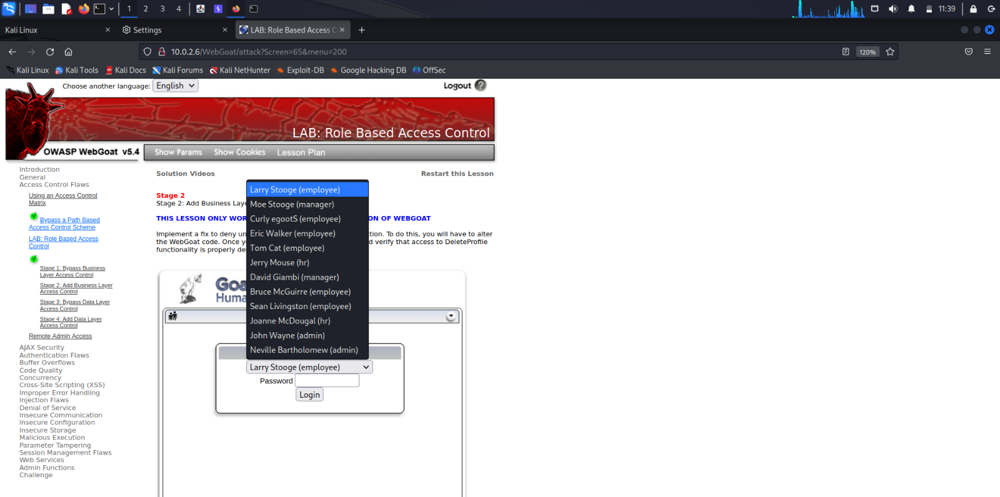 1 2 3 4 11:39
Kali Linux Settings LAB: Role Based Access C
10.0.2.6/WebGoat/attack?Screen=65&menu=200 120%
Kali Linux Kali Tools Kali Docs Kali Forums Kali NetHunter Exploit-DB Google Hacking DB OffSec
Choose another language: English Logout ?
LAB: Role Based Access Control
OWASP WebGoat v5.4 Show Params Show Cookies Lesson Plan
Introduction
General
Access Control Flaws
Using an Access Control
Matrix
Bypass a Path Based
Access Control Scheme
LAB: Role Based Access
Control
Stage 1: Bypass Business
Layer Access Control
Stage 2: Add Business Layer
Access Control
Stage 3: Bypass Data Layer
Access Control
Stage 4: Add Data Layer
Access Control
Remote Admin Access
AJAX Security
Authentication Flaws
Buffer Overflows
Code Quality
Concurrency
Cross-Site Scripting (XSS)
Improper Error Handling
Injection Flaws
Denial of Service
Insecure Communication
Insecure Configuration
Insecure Storage
Malicious Execution
Parameter Tampering
Session Management Flaws
Web Services
Admin Functions
Challenge
Solution Videos Restart this Lesson
Stage 2
Stage 2: Add Business Laye
THIS LESSON ONLY WOR ON OF WEBGOAT
Implement a fix to deny un tion. To do this, you will have to alter
the WebGoat code. Once yo d verify that access to DeleteProfile
functionality is properly de
Goa
Huma
Larry Stooge (employee)
Moe Stooge (manager)
Curly egootS (employee)
Eric Walker (employee)
Tom Cat (employee)
Jerry Mouse (hr)
David Giambi (manager)
Bruce McGuirre (employee)
Sean Livingston (employee)
Joanne McDougal (hr)
John Wayne (admin)
Neville Bartholomew (admin)
Larry Stooge (employee)
Password
Login